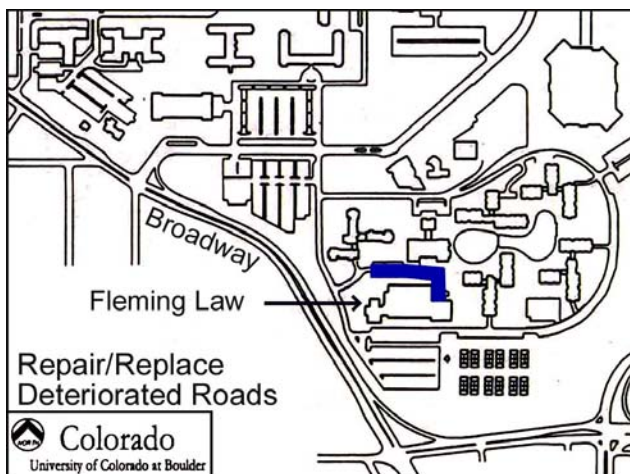 Broadway
Fleming Law
Repair/Replace
Deteriorated Roads
Colorado
University of Colorado at Boulder